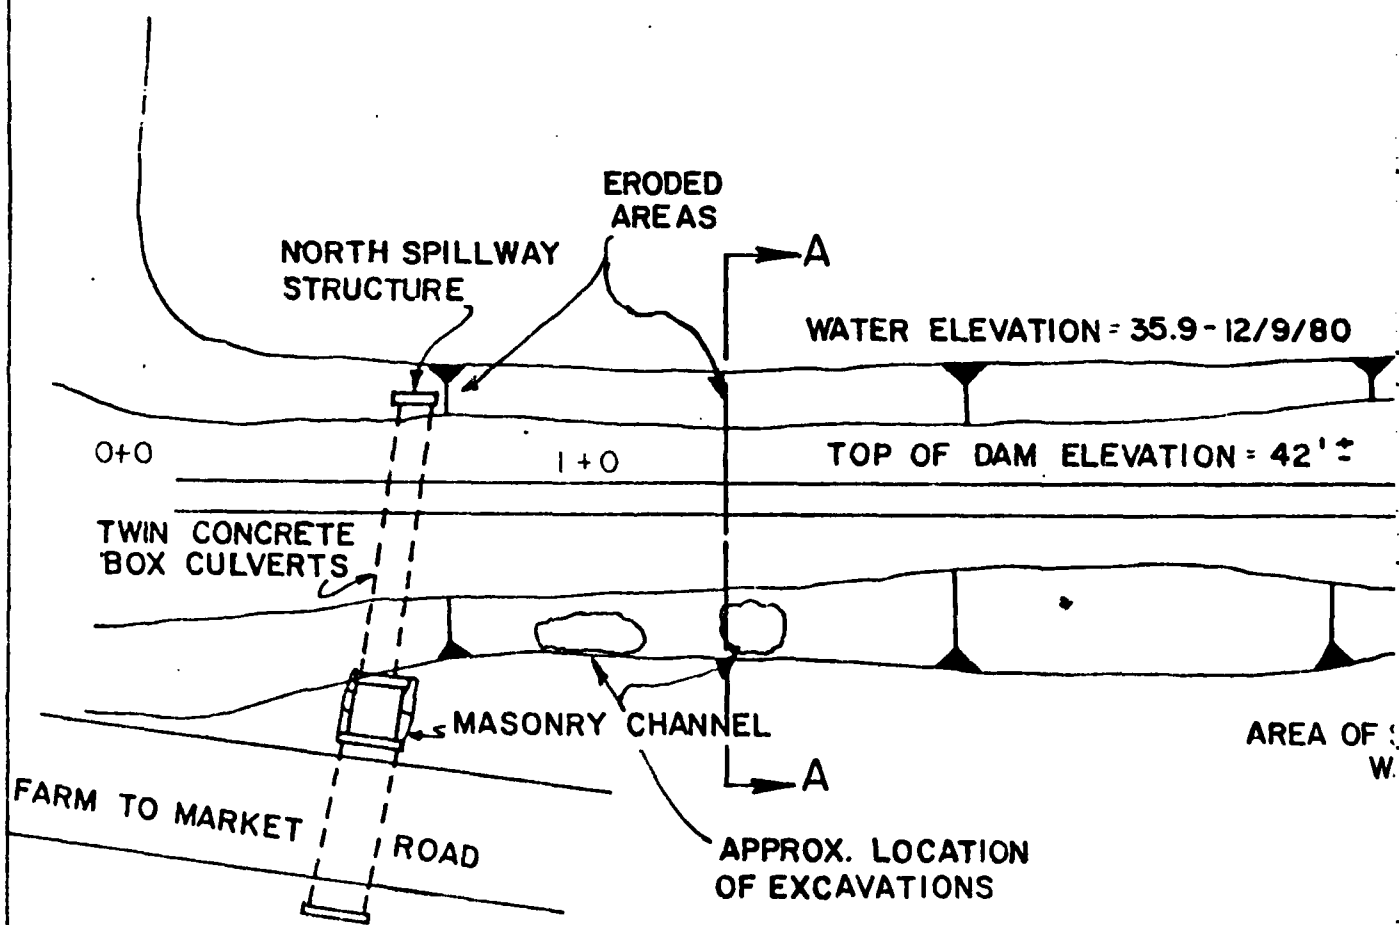 ERODED
AREAS
NORTH SPILLWAY
STRUCTURE
A
WATER ELEVATION = 35.9 - 12/9/80
0+0
1+0
TOP OF DAM ELEVATION = 42'±
TWIN CONCRETE
BOX CULVERTS
MASONRY CHANNEL
AREA OF
A
FARM TO MARKET ROAD
APPROX. LOCATION
OF EXCAVATIONS